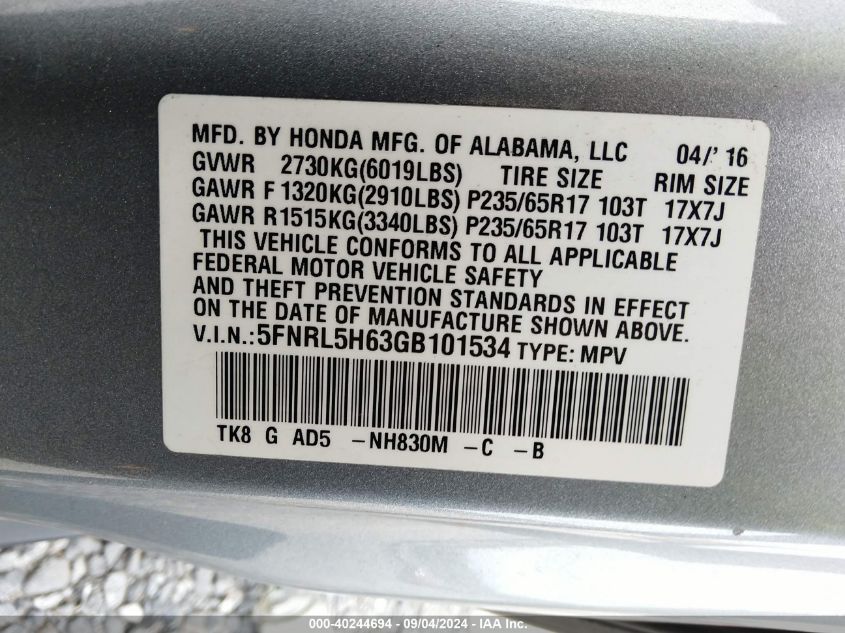 MFD. BY HONDA MFG. OF ALABAMA, LLC 04/' 16
GVWR 2730KG(6019LBS) TIRE SIZE RIM SIZE
GAWR F 1320KG(2910LBS) P235/65R17 103T 17X7J
GAWR R1515KG(3340LBS) P235/65R17 103T 17X7J
THIS VEHICLE CONFORMS TO ALL APPLICABLE
FEDERAL MOTOR VEHICLE SAFETY
AND THEFT PREVENTION STANDARDS IN EFFECT
ON THE DATE OF MANUFACTURE SHOWN ABOVE.
V.I.N.:5FNRL5H63GB101534 TYPE: MPV
TK8 G AD5 -NH830M -C -B
000-40244694 - 09/04/2024 - IAA Inc.